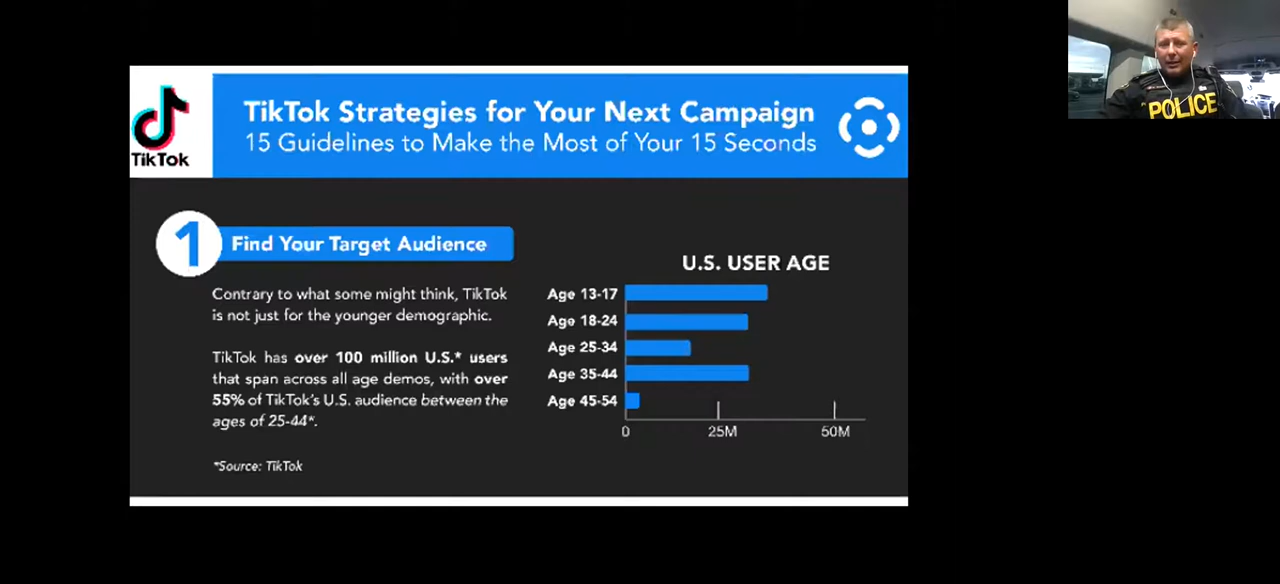 TikTok
TikTok Strategies for Your Next Campaign
15 Guidelines to Make the Most of Your 15 Seconds
POLICE
1
Find Your Target Audience
Contrary to what some might think, TikTok
is not just for the younger demographic.
TikTok has over 100 million U.S.* users
that span across all age demos, with over
55% of TikTok's U.S. audience between the
ages of 25-44*.
*Source: TikTok
U.S. USER AGE
Age 13-17
Age 18-24
Age 25-34
Age 35-44
Age 45-54
0 25M 50M